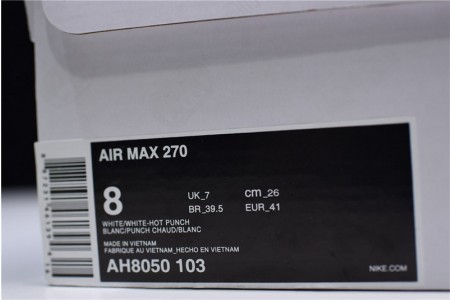 AIR MAX 270
8 UK_7 cm_26
BR_39.5 EUR_41
WHITE/WHITE-HOT PUNCH
BLANC/PUNCH CHAUD/BLANC
MADE IN VIETNAM
FABRIQUE AU VIETNAM_HECHO EN VIETNAM
AH8050 103
NIKE.COM